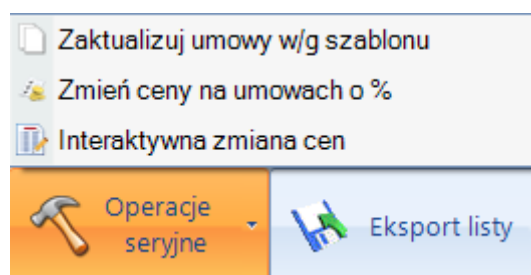 Zaktualizuj umowy w/g szablonu
Zmień ceny na umowach o %
Interaktywna zmiana cen
Operacje
seryjne
Eksport listy